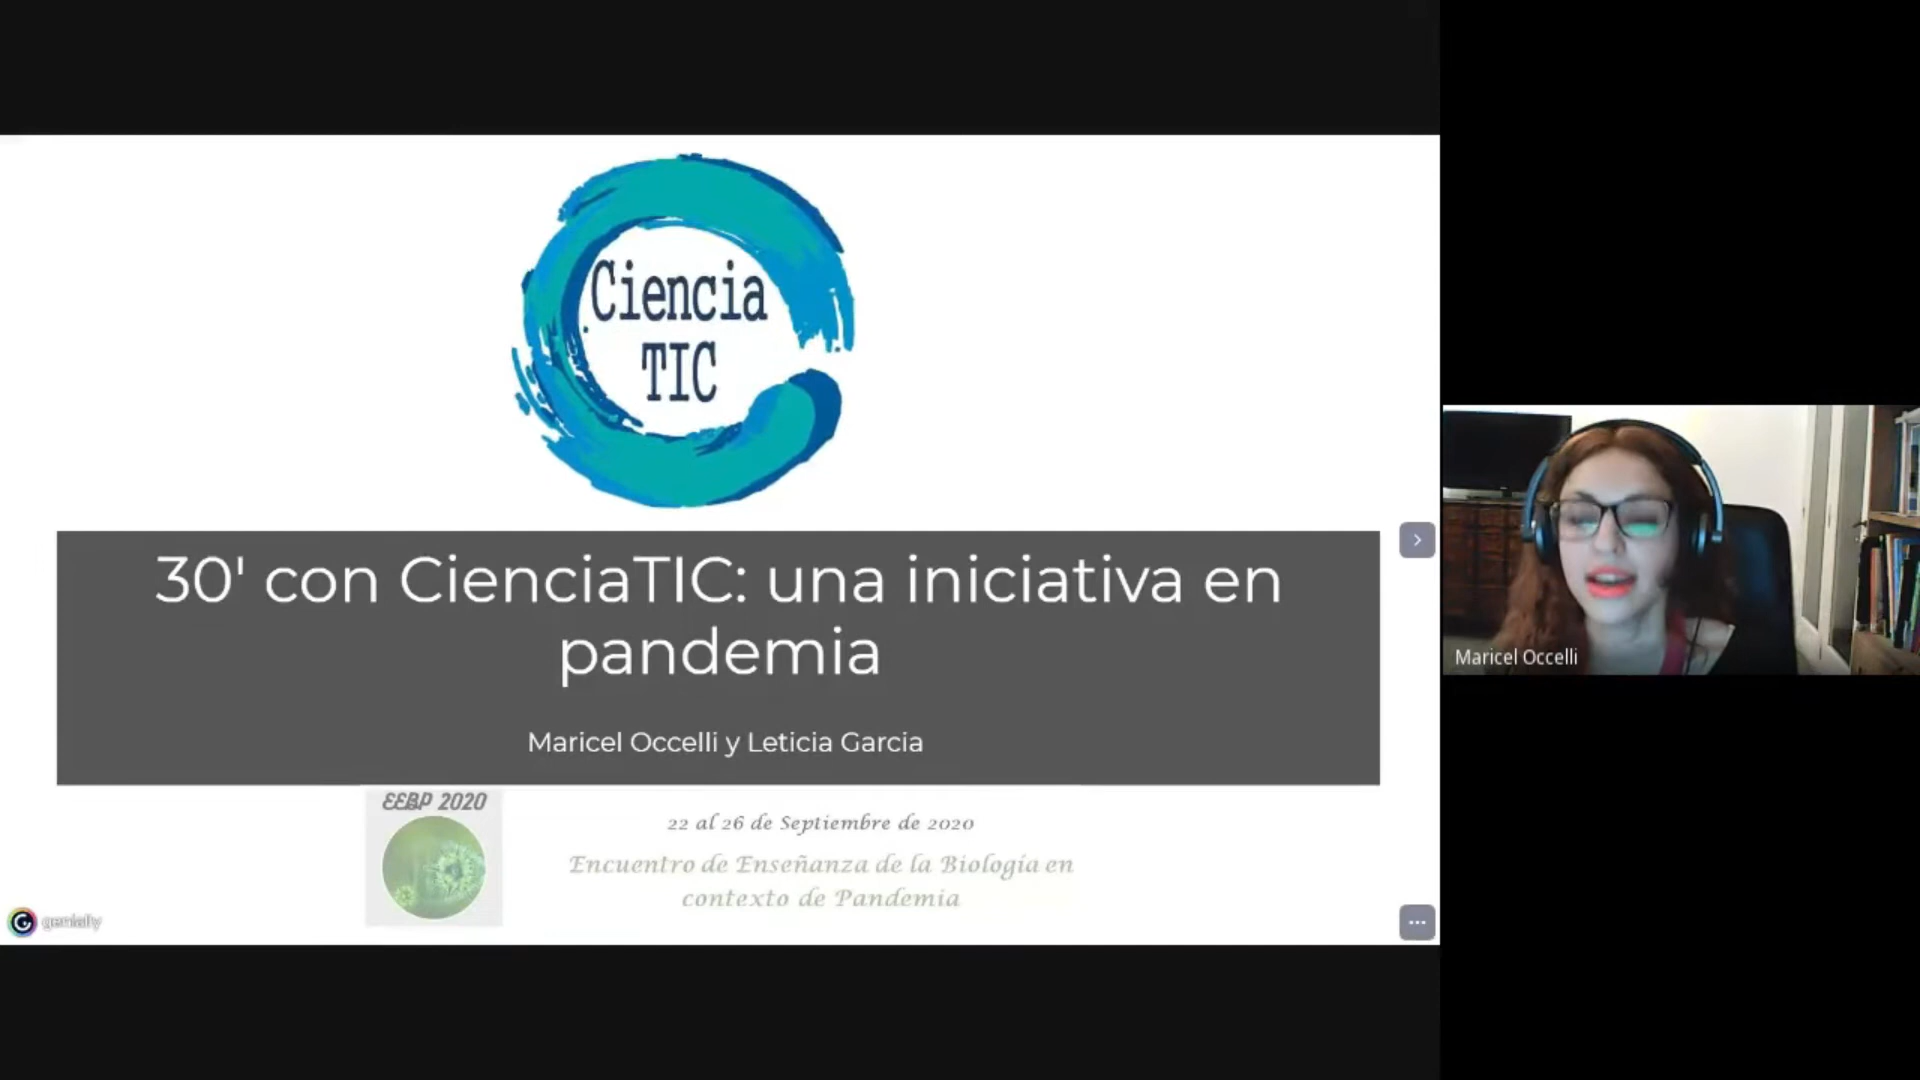 Ciencia
TIC
30' con CienciaTIC: una iniciativa en
pandemia
Maricel Occelli y Leticia Garcia
EEBP 2020
22 al 26 de Septiembre de 2020
Encuentro de Enseñanza de la Biología en
contexto de Pandemia
genially
Maricel Occelli